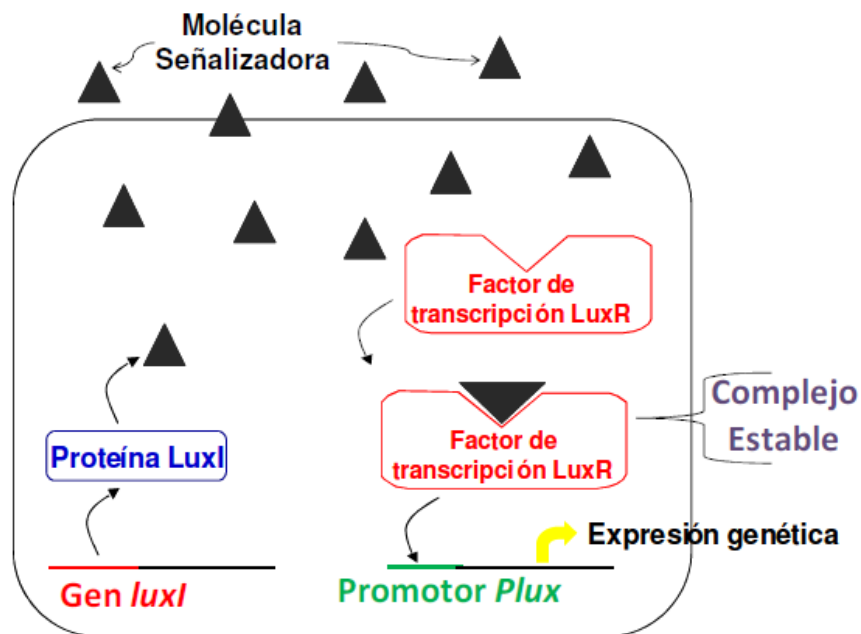 Molécula
Señalizadora
Factor de
transcripción LuxR
Complejo
Estable
Proteína LuxI
Factor de
transcripción LuxR
Expresión genética
Gen luxI
Promotor Plux